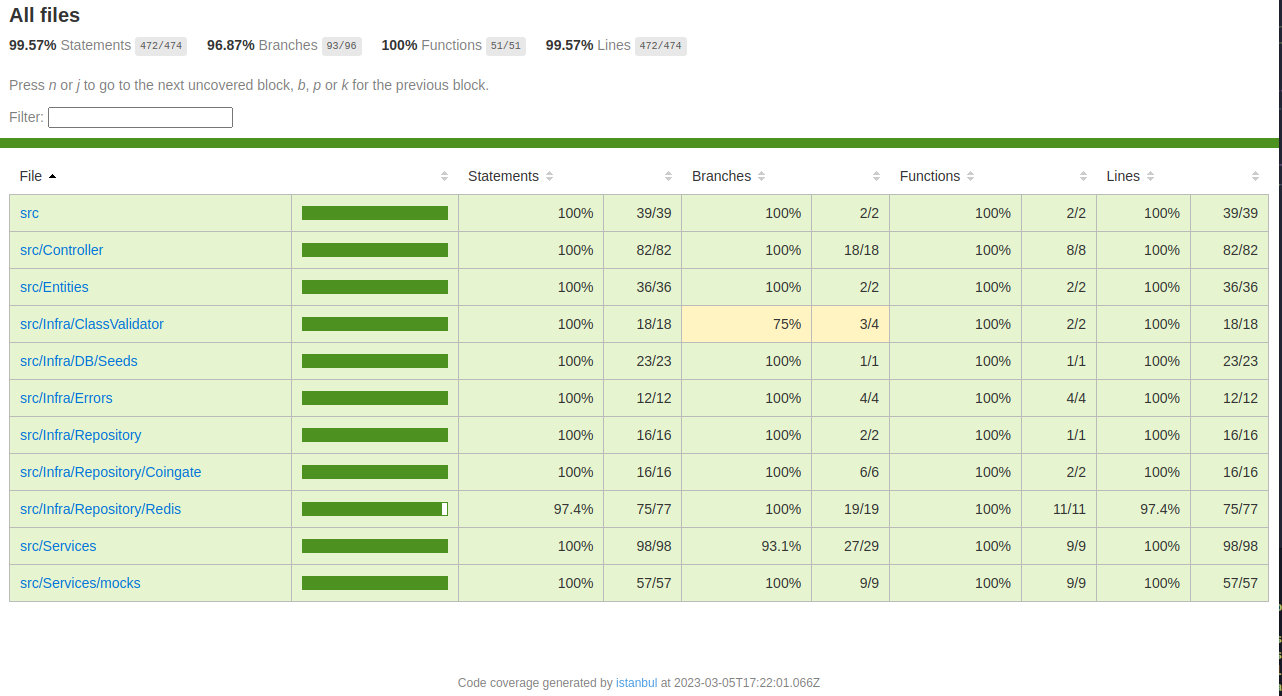 All files
99.57% Statements 472/474 96.87% Branches 93/96 100% Functions 51/51 99.57% Lines 472/474
Press n or j to go to the next uncovered block, b, p or k for the previous block.
Filter:
File Statements Branches Functions Lines
src 100% 39/39 100% 2/2 100% 2/2 100% 39/39
src/Controller 100% 82/82 100% 18/18 100% 8/8 100% 82/82
src/Entities 100% 36/36 100% 2/2 100% 2/2 100% 36/36
src/Infra/ClassValidator 100% 18/18 75% 3/4 100% 2/2 100% 18/18
src/Infra/DB/Seeds 100% 23/23 100% 1/1 100% 1/1 100% 23/23
src/Infra/Errors 100% 12/12 100% 4/4 100% 4/4 100% 12/12
src/Infra/Repository 100% 16/16 100% 2/2 100% 1/1 100% 16/16
src/Infra/Repository/Coingate 100% 16/16 100% 6/6 100% 2/2 100% 16/16
src/Infra/Repository/Redis 97.4% 75/77 100% 19/19 100% 11/11 97.4% 75/77
src/Services 100% 98/98 93.1% 27/29 100% 9/9 100% 98/98
src/Services/mocks 100% 57/57 100% 9/9 100% 9/9 100% 57/57
Code coverage generated by istanbul at 2023-03-05T17:22:01.066Z